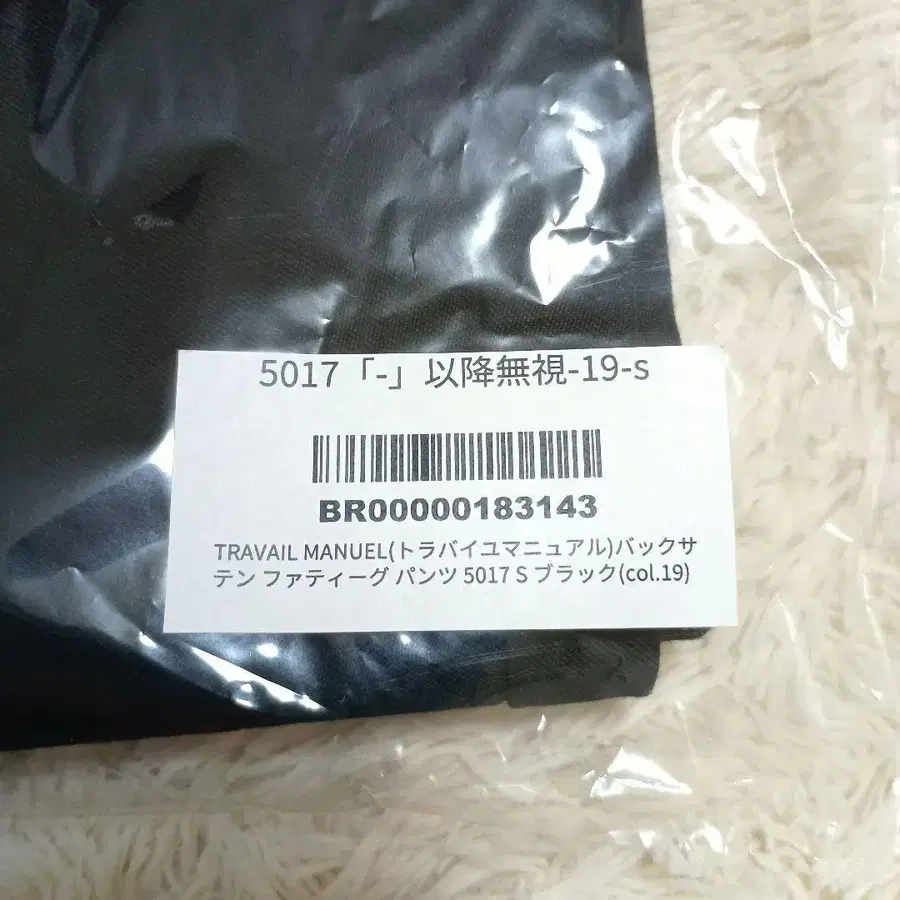 5017「-」以降無視-19-s
BR00000183143
TRAVAIL MANUEL(トラバイユマニュアル)バックサ
テン ファティーグ パンツ 5017 S ブラック(col.19)